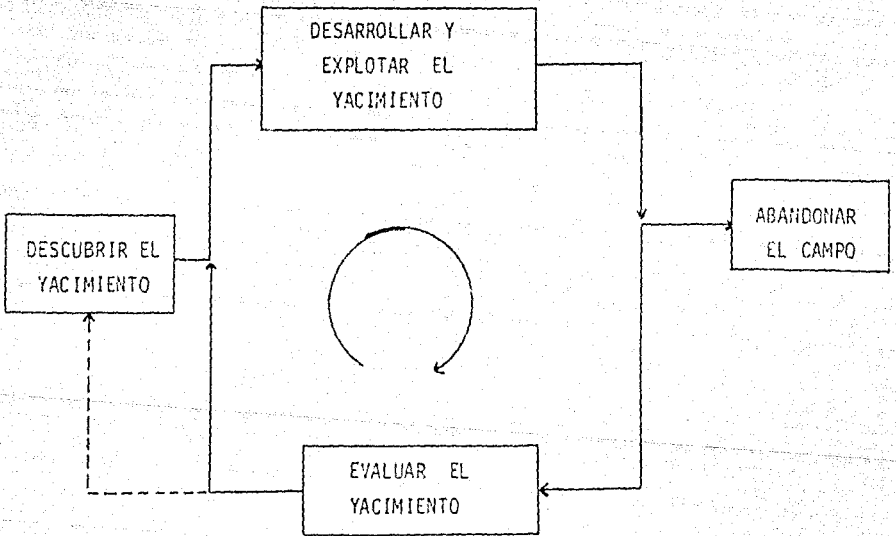 DESARROLLAR Y
EXPLOTAR EL
YACIMIENTO
ABANDONAR
EL CAMPO
DESCUBRIR EL
YACIMIENTO
EVALUAR EL
YACIMIENTO